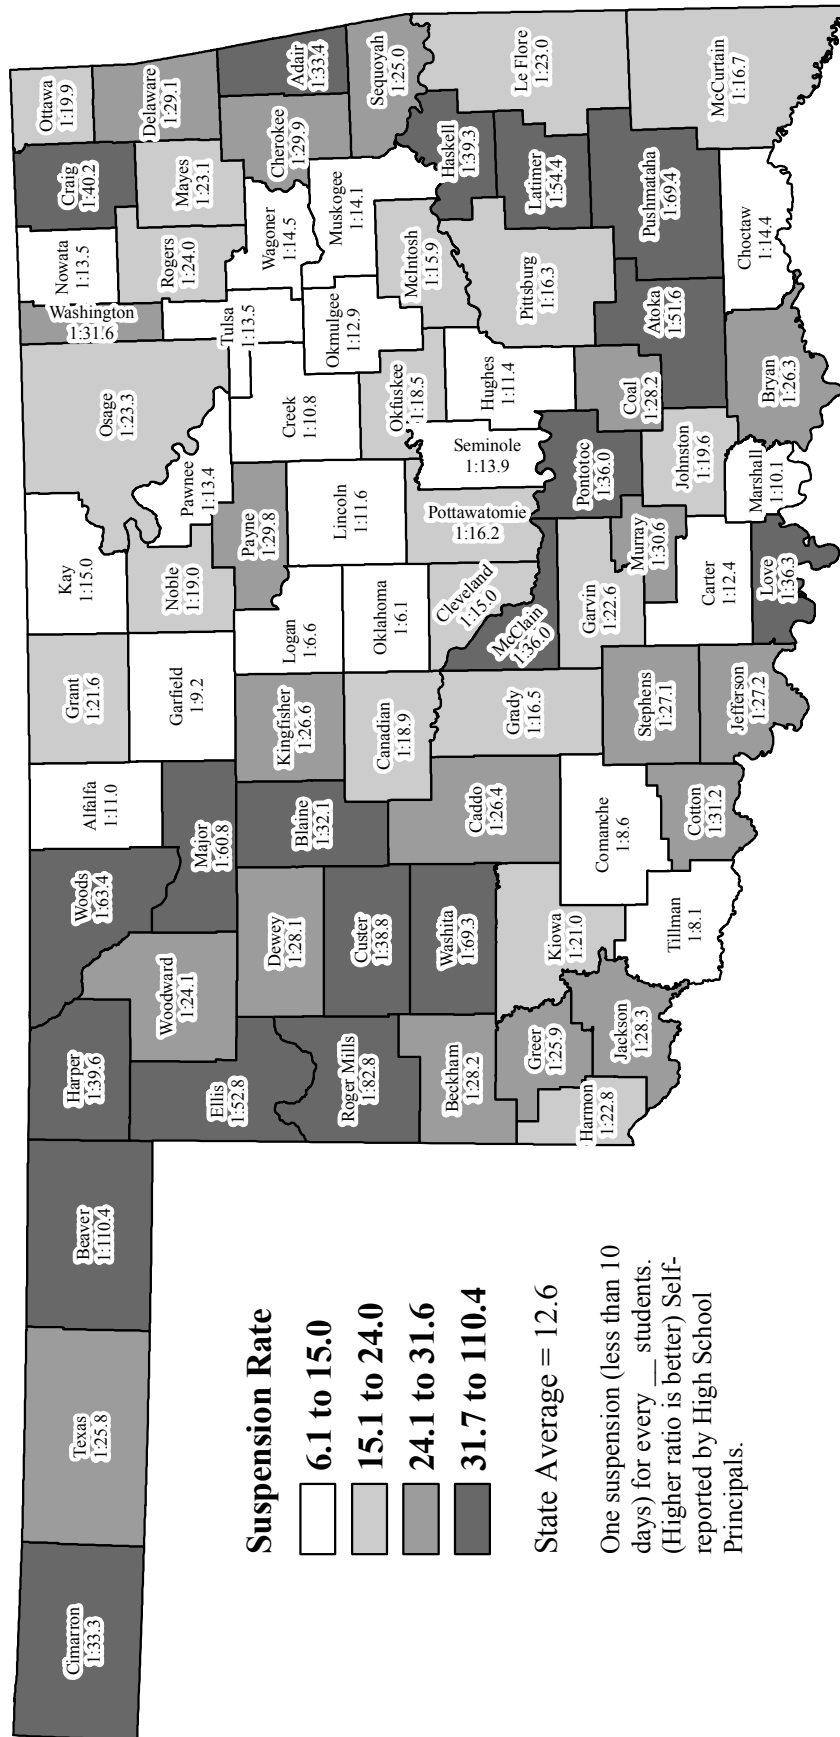 Cimarron
1:33.3
Texas
1:25.8
Beaver
1:110.4
Harper
1:39.6
Woods
1:63.4
Alfalfa
1:11.0
Grant
1:21.6
Kay
1:15.0
Osage
1:23.3
Washington
1:31.6
Nowata
1:13.5
Craig
1:40.2
Ottawa
1:19.9
Ellis
1:52.8
Woodward
1:24.1
Major
1:60.8
Garfield
1:9.2
Noble
1:19.0
Pawnee
1:13.4
Tulsa
1:13.5
Rogers
1:24.0
Mayes
1:23.1
Delaware
1:29.1
Roger Mills
1:82.8
Dewey
1:28.1
Custer
1:38.8
Blaine
1:32.1
Kingfisher
1:26.6
Logan
1:6.6
Payne
1:29.8
Lincoln
1:11.6
Creek
1:10.8
Okmulgee
1:12.9
Wagoner
1:14.5
Muskogee
1:14.1
Cherokee
1:29.9
Adair
1:33.4
Sequoyah
1:25.0
Beckham
1:28.2
Washita
1:69.3
Caddo
1:26.4
Canadian
1:18.9
Oklahoma
1:6.1
Cleveland
1:15.0
Pottawatomie
1:16.2
Seminole
1:13.9
Okfuskee
1:18.5
McIntosh
1:15.9
Haskell
1:39.3
Le Flore
1:23.0
Harmon
1:22.8
Greer
1:25.9
Jackson
1:28.3
Kiowa
1:21.0
Tillman
1:8.1
Comanche
1:8.6
Cotton
1:31.2
Grady
1:16.5
McClain
1:36.0
Garvin
1:22.6
Stephens
1:27.1
Jefferson
1:27.2
Murray
1:30.6
Carter
1:12.4
Love
1:36.3
Pontotoc
1:36.0
Hughes
1:11.4
Coal
1:28.2
Johnston
1:19.6
Marshall
1:10.1
Pittsburg
1:16.3
Atoka
1:51.6
Bryan
1:26.3
Latimer
1:54.4
Pushmataha
1:69.4
Choctaw
1:14.4
McCurtain
1:16.7
Suspension Rate
6.1 to 15.0
15.1 to 24.0
24.1 to 31.6
31.7 to 110.4
State Average = 12.6
One suspension (less than 10
days) for every __ students.
(Higher ratio is better) Self-
reported by High School
Principals.